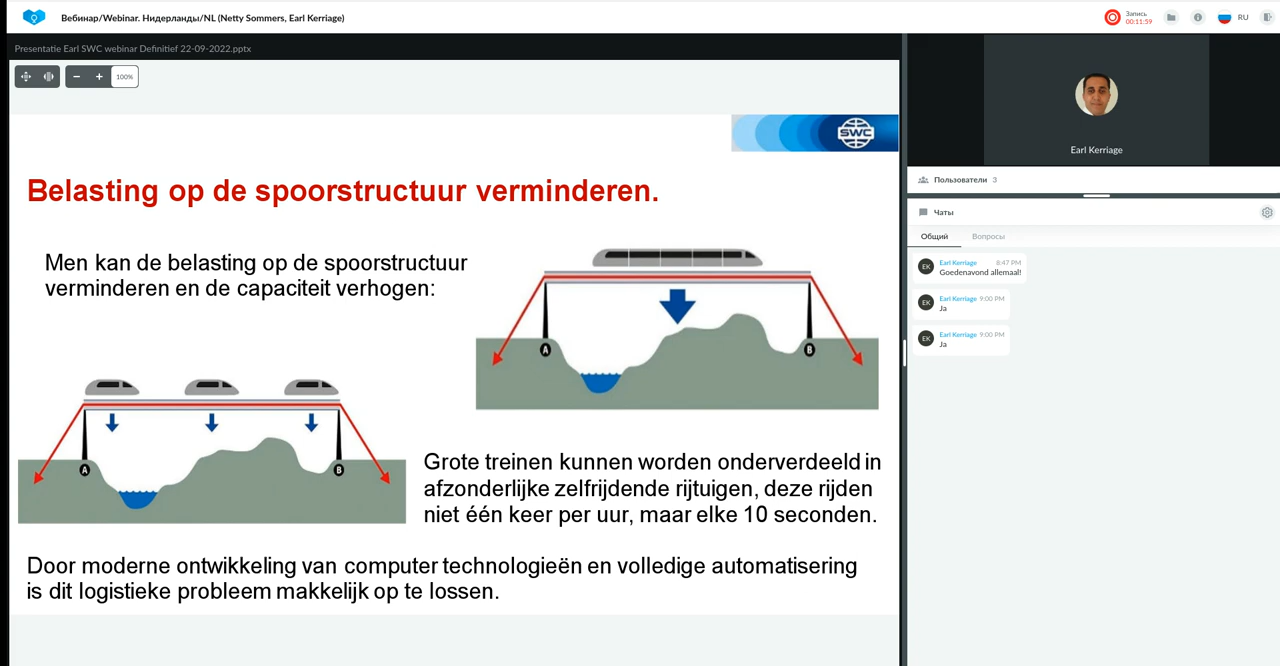 Вебинар/Webinar. Нидерланды/NL (Netty Sommers, Earl Kerriage)
Запись
00:11:59
RU
Presentatie Earl SWC webinar Definitief 22-09-2022.pptx
100%
SWC
Belasting op de spoorstructuur verminderen.
Men kan de belasting op de spoorstructuur
verminderen en de capaciteit verhogen:
A
B
A
B
Grote treinen kunnen worden onderverdeeld in
afzonderlijke zelfrijdende rijtuigen, deze rijden
niet één keer per uur, maar elke 10 seconden.
Door moderne ontwikkeling van computer technologieën en volledige automatisering
is dit logistieke probleem makkelijk op te lossen.
Earl Kerriage
Пользователи 3
Чаты
Общий Вопросы
EK Earl Kerriage 8:47 PM
Goedenavond allemaal!
EK Earl Kerriage 9:00 PM
Ja
EK Earl Kerriage 9:00 PM
Ja